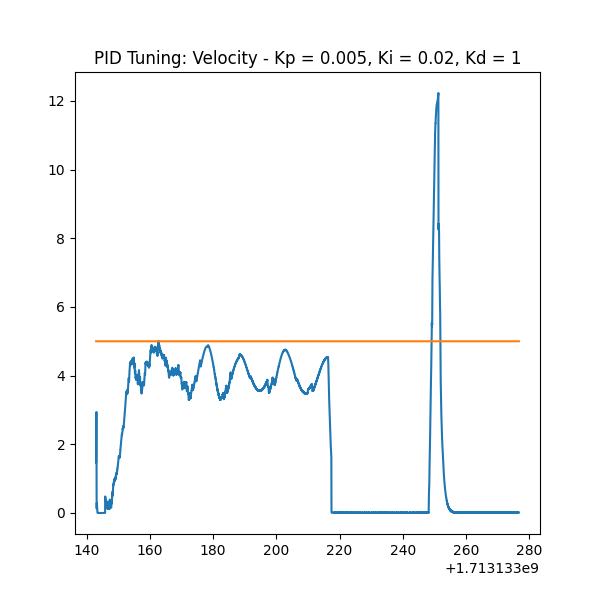 PID Tuning: Velocity - Kp = 0.005, Ki = 0.02, Kd = 1
12
10
8
6
4
2
0
140 160 180 200 220 240 260 280
+1.713133e9